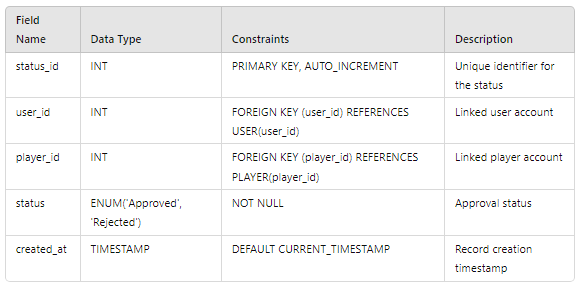 Field
Name Data Type Constraints Description
status_id INT PRIMARY KEY, AUTO_INCREMENT Unique identifier for
the status
user_id INT FOREIGN KEY (user_id) REFERENCES Linked user account
USER(user_id)
player_id INT FOREIGN KEY (player_id) REFERENCES Linked player account
PLAYER(player_id)
status ENUM('Approved', NOT NULL Approval status
'Rejected')
created_at TIMESTAMP DEFAULT CURRENT_TIMESTAMP Record creation
timestamp